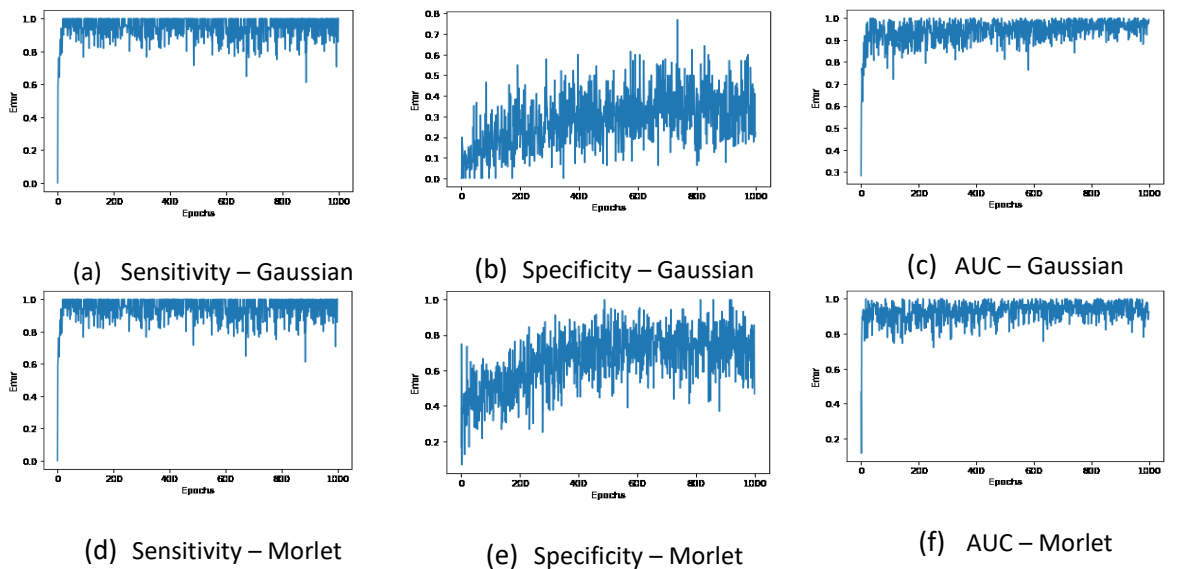 1.0
0.8
0.6
0.4
0.2
0.0
Error
0 200 400 600 800 1000
Epochs
(a) Sensitivity – Gaussian
0.8
0.7
0.6
0.5
0.4
0.3
0.2
0.1
0.0
Error
0 200 400 600 800 1000
Epochs
(b) Specificity – Gaussian
1.0
0.9
0.8
0.7
0.6
0.5
0.4
0.3
Error
0 200 400 600 800 1000
Epochs
(c) AUC – Gaussian
1.0
0.8
0.6
0.4
0.2
0.0
Error
0 200 400 600 800 1000
Epochs
(d) Sensitivity – Morlet
1.0
0.8
0.6
0.4
0.2
Error
0 200 400 600 800 1000
Epochs
(e) Specificity – Morlet
1.0
0.8
0.6
0.4
0.2
Error
0 200 400 600 800 1000
Epochs
(f) AUC – Morlet